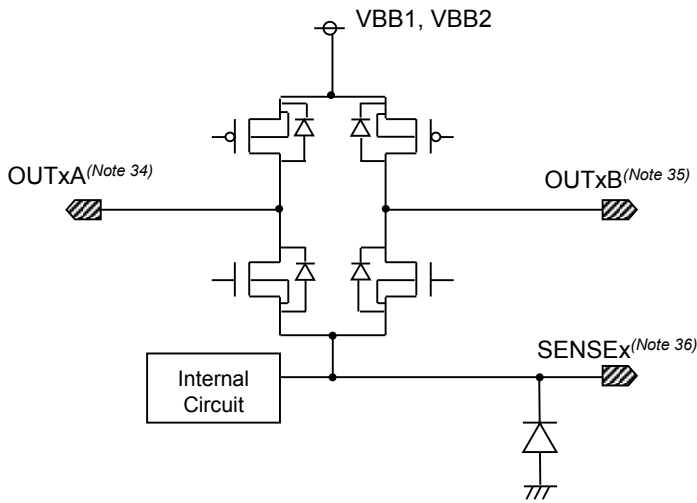 VBB1, VBB2
OUTxA(Note 34)
OUTxB(Note 35)
SENSEx(Note 36)
Internal
Circuit